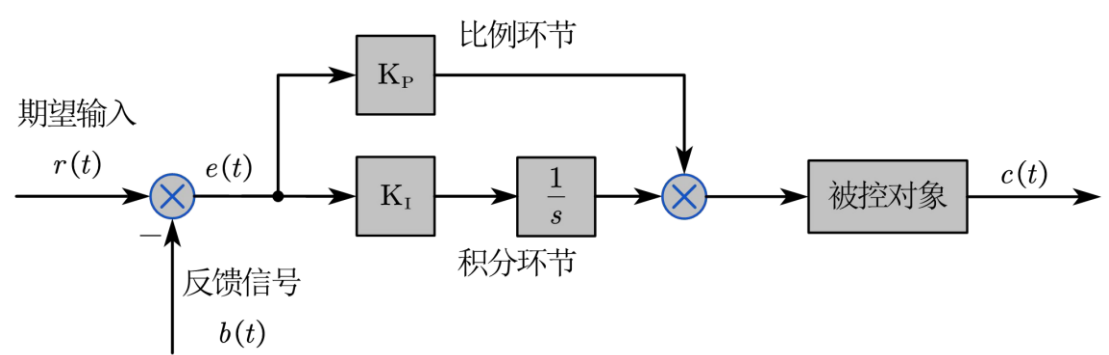 比例环节
K_P
期望输入
r(t)
e(t)
K_I
1/s
被控对象
c(t)
−
积分环节
反馈信号
b(t)